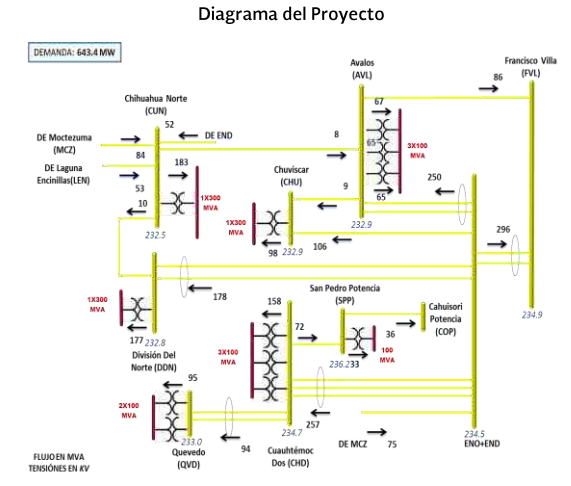 Diagrama del Proyecto
DEMANDA: 643.4 MW
Francisco Villa
(FVL)
Avalos
(AVL)
86
Chihuahua Norte
(CUN)
67
52
DE Moctezuma
(MCZ)
DE END
8
65
3X100
MVA
84
183
DE Laguna
Encinillas(LEN)
Chuviscar
(CHU)
250
53
65
9
10
1X300
MVA
1X300
MVA
232.9
296
232.5
98
232.9
106
178
San Pedro Potencia
(SPP)
1X300
MVA
158
Cahuisori
Potencia
(COP)
234.9
72
36
177
232.8
División Del
Norte (DDN)
3X100
MVA
100
MVA
236.2
33
95
2X100
MVA
257
233.0
Quevedo
(QVD)
94
234.7
Cuauhtémoc
Dos (CHD)
DE MCZ
75
234.5
ENO+END
FLUJO EN MVA
TENSIÓNES EN KV